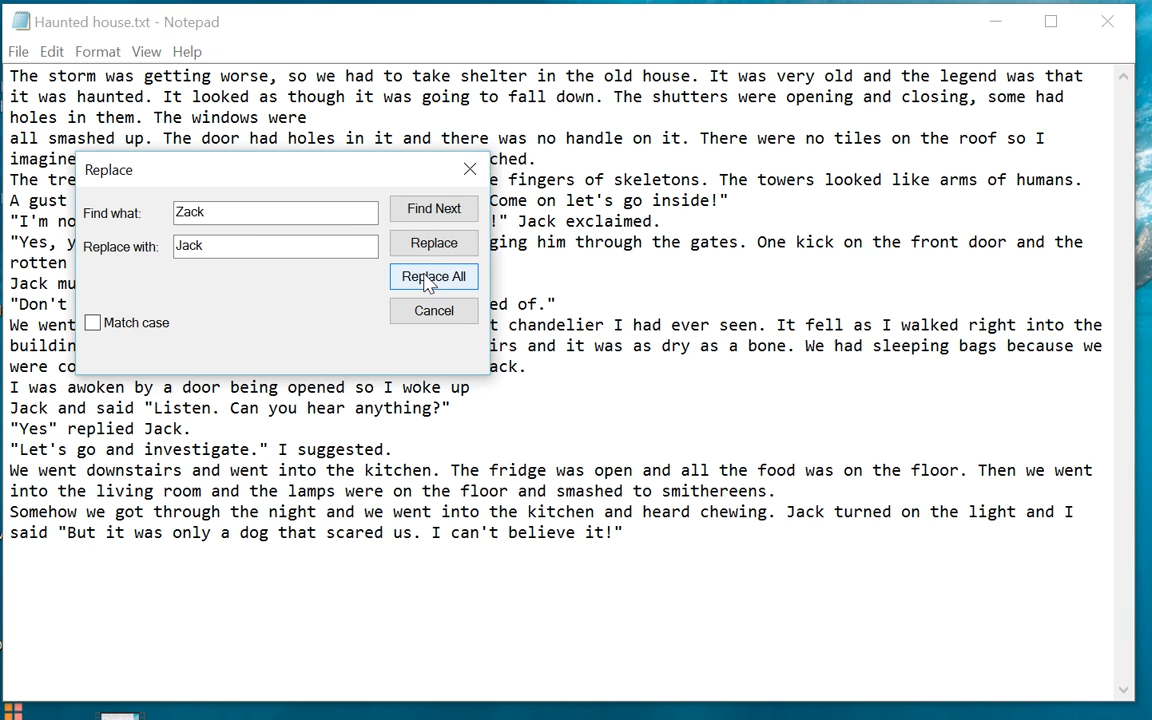 Haunted house.txt - Notepad
File Edit Format View Help
The storm was getting worse, so we had to take shelter in the old house. It was very old and the legend was that
it was haunted. It looked as though it was going to fall down. The shutters were opening and closing, some had
holes in them. The windows were
all smashed up. The door had holes in it and there was no handle on it. There were no tiles on the roof so I
imagine ched.
"The tre e fingers of skeletons. The towers looked like arms of humans.
A gust Come on let's go inside!"
"I'm no !" Jack exclaimed.
"Yes, y ging him through the gates. One kick on the front door and the
rotten
Jack mu
"Don't ed of."
We went t chandelier I had ever seen. It fell as I walked right into the
buildin irs and it was as dry as a bone. We had sleeping bags because we
were co ack.
Replace
Find what: Zack Find Next
Replace with: Jack Replace
Replace All
Cancel
Match case
I was awoken by a door being opened so I woke up
Jack and said "Listen. Can you hear anything?"
"Yes" replied Jack.
"Let's go and investigate." I suggested.
We went downstairs and went into the kitchen. The fridge was open and all the food was on the floor. Then we went
into the living room and the lamps were on the floor and smashed to smithereens.
Somehow we got through the night and we went into the kitchen and heard chewing. Jack turned on the light and I
said "But it was only a dog that scared us. I can't believe it!"